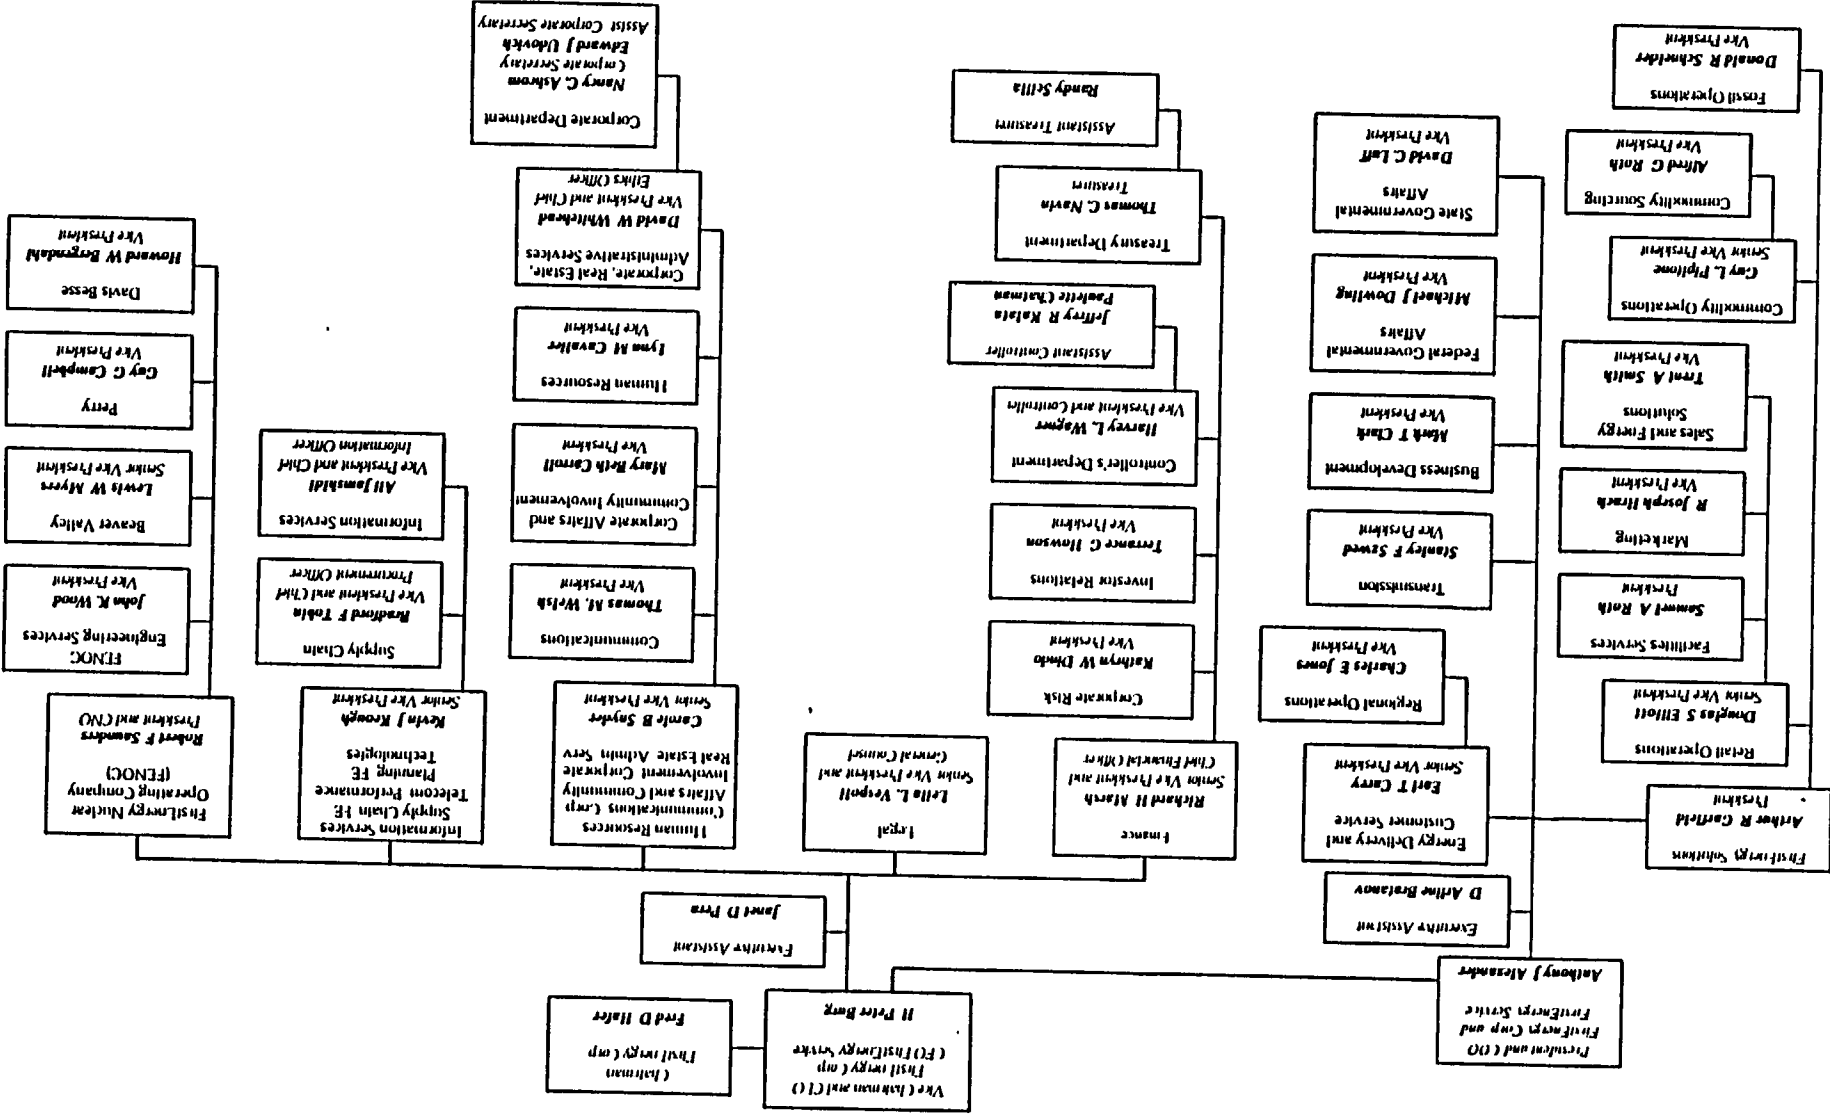 Chairman
FirstEnergy Corp
Fred D Hafer
Vice Chairman and CEO
FirstEnergy Corp
CEO FirstEnergy Service
H Peter Burg
President and COO
FirstEnergy Corp and
FirstEnergy Service
Anthony J Alexander
Executive Assistant
Janet D Pera
Executive Assistant
D Arline Bratanov
FirstEnergy Solutions
Arthur R Garfield
President
Energy Delivery and
Customer Service
Earl T Carey
Senior Vice President
Finance
Richard H Marsh
Senior Vice President and
Chief Financial Officer
Legal
Leila L. Vespoli
Senior Vice President and
General Counsel
Human Resources
Communications Corp
Affairs and Community
Involvement Corporate
Real Estate Admin Serv
Carole B Snyder
Senior Vice President
Information Services
Supply Chain FE
Telecom Performance
Planning FE
Technologies
Kevin J Keough
Senior Vice President
FirstEnergy Nuclear
Operating Company
(FENOC)
Robert F Saunders
President and CNO
Retail Operations
Douglas S Elliott
Senior Vice President
Facilities Services
Samuel A Roth
President
Marketing
R Joseph Hrach
Vice President
Sales and Energy
Solutions
Trent A Smith
Vice President
Commodity Operations
Guy L. Pipitone
Senior Vice President
Commodity Sourcing
Alfred G Roth
Vice President
Fossil Operations
Donald R Schneider
Vice President
Regional Operations
Charles E Jones
Vice President
Transmission
Stanley F Szwed
Vice President
Business Development
Mark T Clark
Vice President
Federal Governmental
Affairs
Michael J Dowling
Vice President
State Governmental
Affairs
David C Luff
Vice President
Corporate Risk
Kathryn W Dindo
Vice President
Investor Relations
Terrance G Howson
Vice President
Controller's Department
Harvey L. Wagner
Vice President and Controller
Assistant Controller
Jeffrey R Kalata
Paulette Chatman
Treasury Department
Thomas C. Navin
Treasurer
Assistant Treasurer
Randy Scilla
Communications
Thomas M. Welsh
Vice President
Corporate Affairs and
Community Involvement
Mary Beth Carroll
Vice President
Human Resources
Lynn M Cavalier
Vice President
Corporate, Real Estate,
Administrative Services
David W Whitehead
Vice President and Chief
Ethics Officer
Corporate Department
Nancy C. Ashcom
Corporate Secretary
Edward J Udovich
Assist Corporate Secretary
Supply Chain
Bradford F Tobin
Vice President and Chief
Procurement Officer
Information Services
Ali Jamshidi
Vice President and Chief
Information Officer
FENOC
Engineering Services
John K. Wood
Vice President
Beaver Valley
Lewis W Myers
Senior Vice President
Perry
Guy G Campbell
Vice President
Davis Besse
Howard W Bergendahl
Vice President